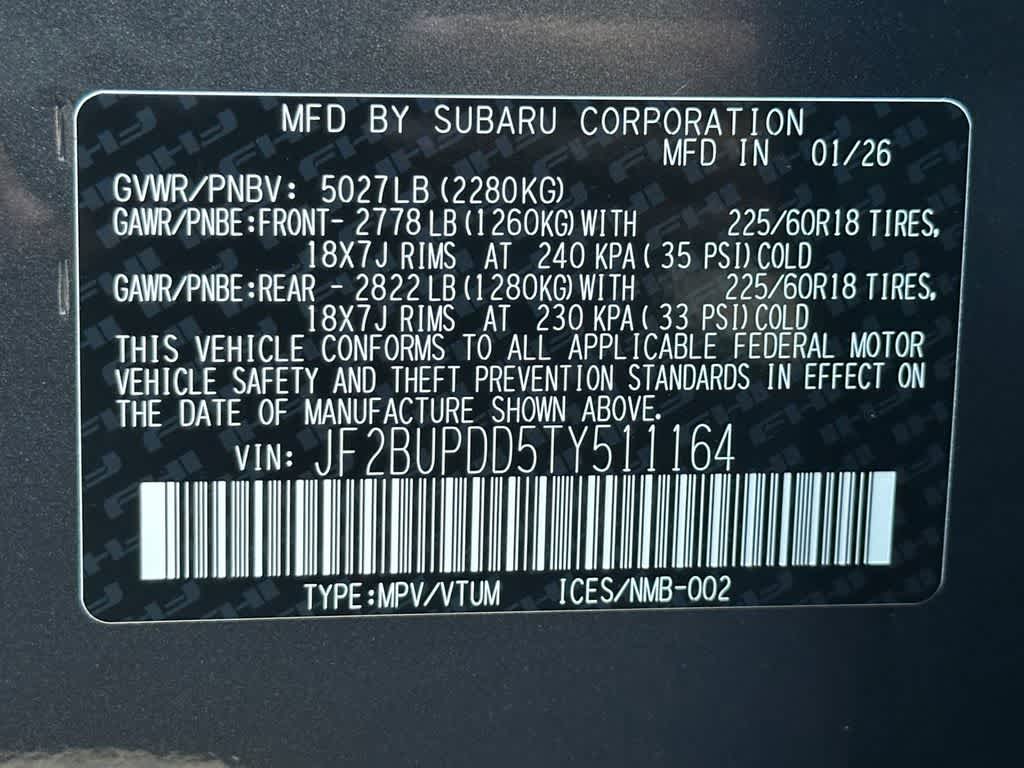 MFD BY SUBARU CORPORATION
MFD IN 01/26
GVWR/PNBV: 5027LB (2280KG)
GAWR/PNBE:FRONT- 2778 LB (1260KG) WITH 225/60R18 TIRES,
18X7J RIMS AT 240 KPA ( 35 PSI) COLD
GAWR/PNBE:REAR - 2822 LB (1280KG) WITH 225/60R18 TIRES,
18X7J RIMS AT 230 KPA ( 33 PSI) COLD
THIS VEHICLE CONFORMS TO ALL APPLICABLE FEDERAL MOTOR
VEHICLE SAFETY AND THEFT PREVENTION STANDARDS IN EFFECT ON
THE DATE OF MANUFACTURE SHOWN ABOVE.
VIN: JF2BUPDD5TY511164
TYPE:MPV/VTUM ICES/NMB-002